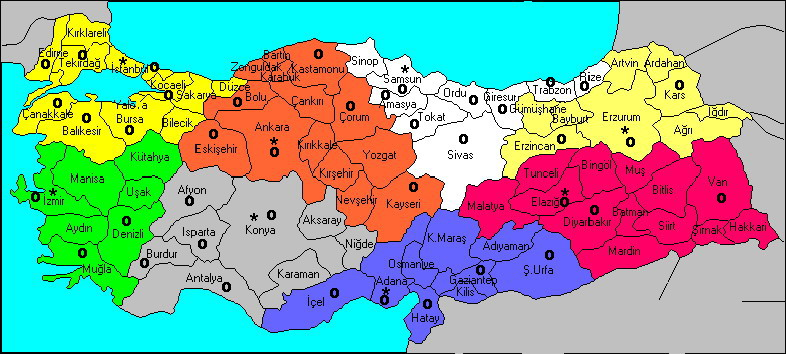 Kırklareli
Edirne
Tekirdağ
İstanbul
Kocaeli
Sakarya
Düzce
Zonguldak
Bartın
Karabük
Kastamonu
Sinop
Samsun
Ordu
Giresun
Trabzon
Rize
Artvin
Ardahan
Kars
Çanakkale
Balıkesir
Bursa
Bilecik
Bolu
Çankırı
Çorum
Amasya
Tokat
Gümüşhane
Bayburt
Erzurum
Iğdır
Ağrı
Eskişehir
Ankara
Kırıkkale
Yozgat
Sivas
Erzincan
Kütahya
Manisa
Uşak
Afyon
Kırşehir
Nevşehir
Kayseri
Malatya
Tunceli
Elazığ
Bingöl
Muş
Bitlis
Van
İzmir
Aydın
Denizli
Isparta
Konya
Aksaray
Niğde
K.Maraş
Adıyaman
Diyarbakır
Batman
Siirt
Şırnak
Hakkari
Mardin
Muğla
Burdur
Antalya
Karaman
İçel
Adana
Osmaniye
Gaziantep
Kilis
Ş.Urfa
Hatay